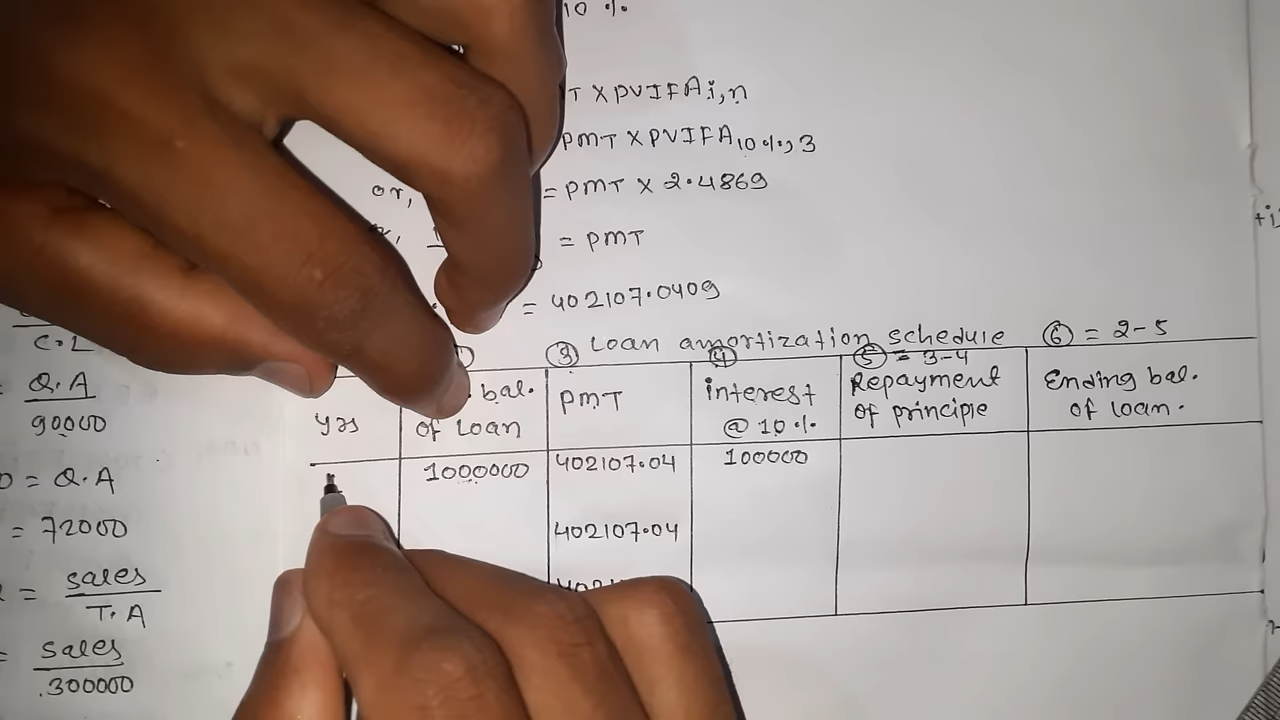 10 %
T X PVIFA i,n
PMT X PVIFA 10%,3
or, = PMT X 2.4869
= PMT
= 402107.0409
③ Loan amortization schedule ④ ⑤ = 3-4 ⑥ = 2-5
yrs bal. of Loan PMT interest @ 10 % Repayment of principle Ending bal. of loan.
1000000 402107.04 100000
402107.04
C.L
= Q.A
90000
= Q.A
= 72000
= sales
T.A
= sales
.300000